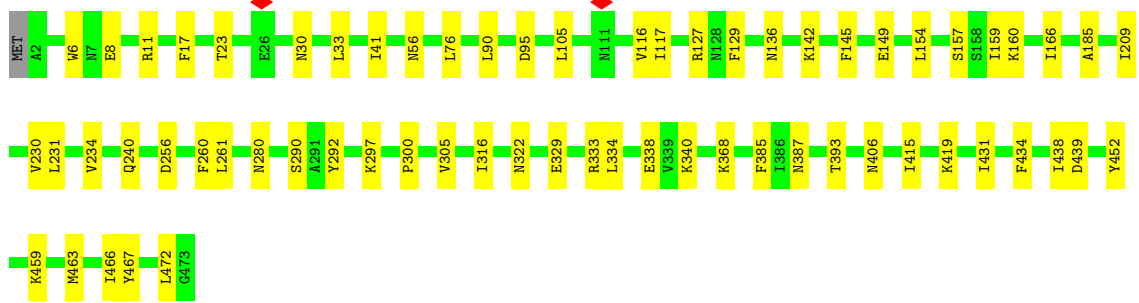 MET A2 W6 N7 E8 R11 F17 T23 E26 N30 L33 I41 N56 L76 L90 D95 L105 N111 V116 I117 R127 N128 F129 N136 K142 F145 E149 L154 S157 S158 I159 K160 I166 A185 I209
V230 L231 V234 Q240 D256 F260 L261 N280 S290 A291 Y292 K297 P300 V305 I316 N322 E329 R333 L334 E338 V339 K340 K368 F385 I386 N387 T393 N406 I415 K419 I431 F434 I438 D439 Y452
K459 M463 I466 Y467 L472 G473